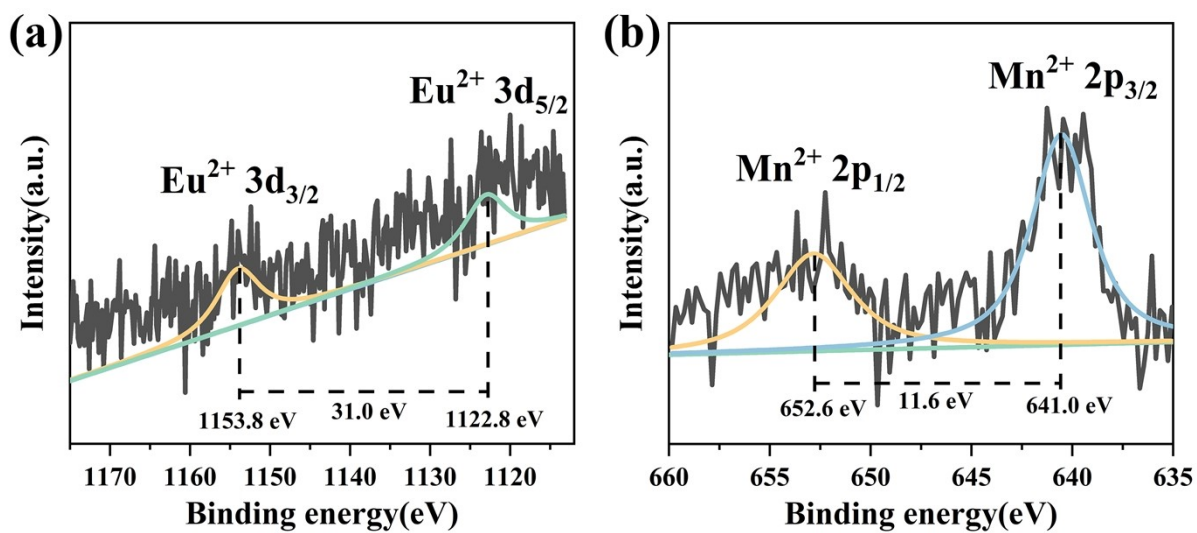 (a)
Eu²⁺ 3d₅/₂
Eu²⁺ 3d₃/₂
Intensity(a.u.)
1153.8 eV
31.0 eV
1122.8 eV
1170 1160 1150 1140 1130 1120
Binding energy(eV)
(b)
Mn²⁺ 2p₃/₂
Mn²⁺ 2p₁/₂
Intensity(a.u.)
652.6 eV
11.6 eV
641.0 eV
660 655 650 645 640 635
Binding energy(eV)